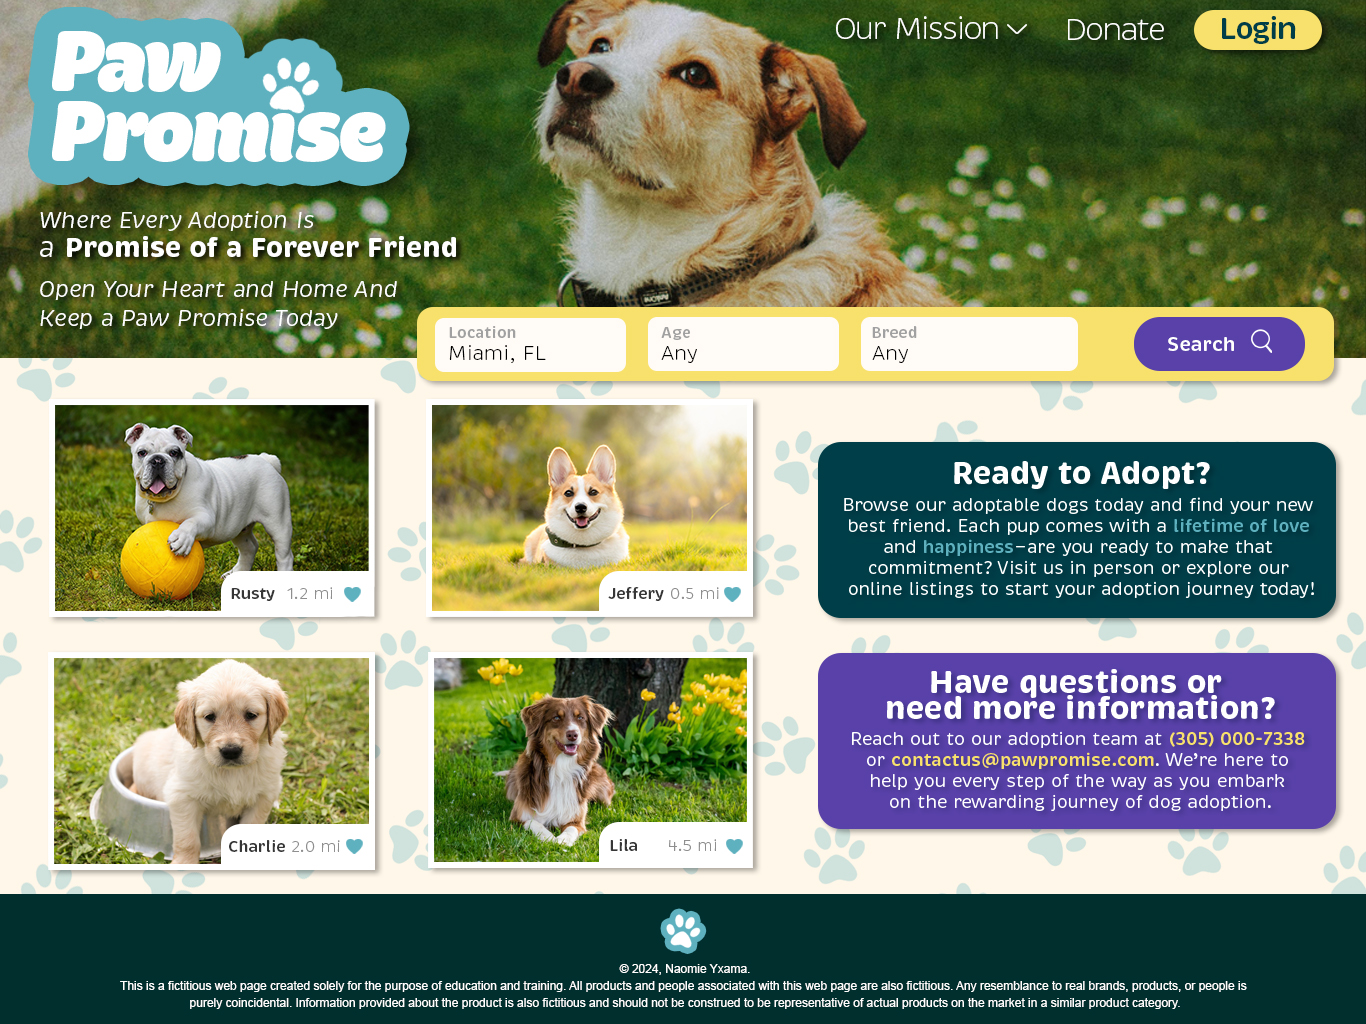 Paw
Promise
Our Mission
Donate
Login
Where Every Adoption Is
a Promise of a Forever Friend
Open Your Heart and Home And
Keep a Paw Promise Today
Location
Miami, FL
Age
Any
Breed
Any
Search
Rusty 1.2 mi
Jeffery 0.5 mi
Charlie 2.0 mi
Lila 4.5 mi
Ready to Adopt?
Browse our adoptable dogs today and find your new
best friend. Each pup comes with a lifetime of love
and happiness–are you ready to make that
commitment? Visit us in person or explore our
online listings to start your adoption journey today!
Have questions or
need more information?
Reach out to our adoption team at (305) 000-7338
or contactus@pawpromise.com. We're here to
help you every step of the way as you embark
on the rewarding journey of dog adoption.
© 2024, Naomie Yxama.
This is a fictitious web page created solely for the purpose of education and training. All products and people associated with this web page are also fictitious. Any resemblance to real brands, products, or people is
purely coincidental. Information provided about the product is also fictitious and should not be construed to be representative of actual products on the market in a similar product category.